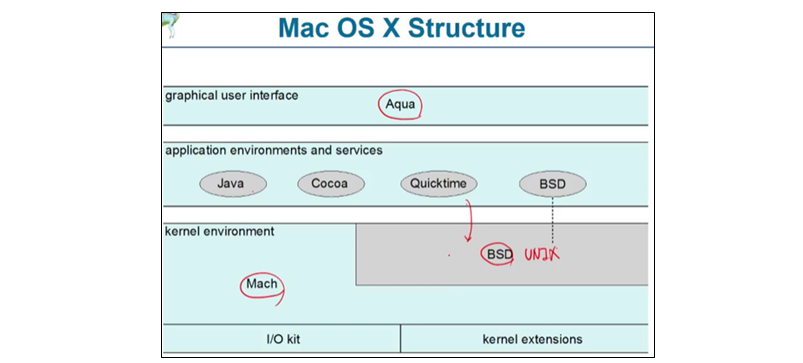 Mac OS X Structure
graphical user interface
Aqua
application environments and services
Java Cocoa Quicktime BSD
kernel environment
BSD UNIX
Mach
I/O kit kernel extensions